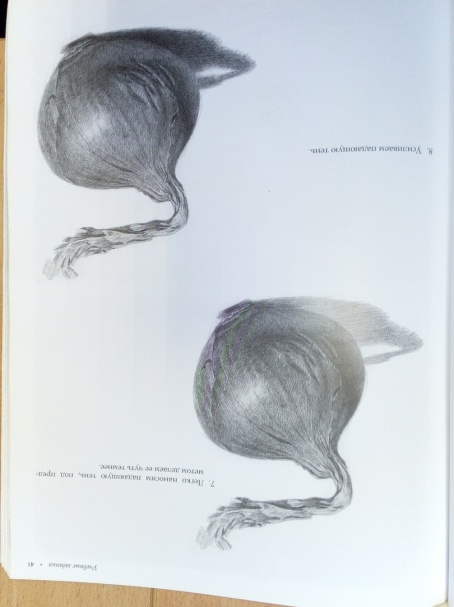 Учебные задания • 41
7. Легко наносим падающую тень, под пред-
метом делаем ее чуть темнее.
8. Усиливаем падающую тень.